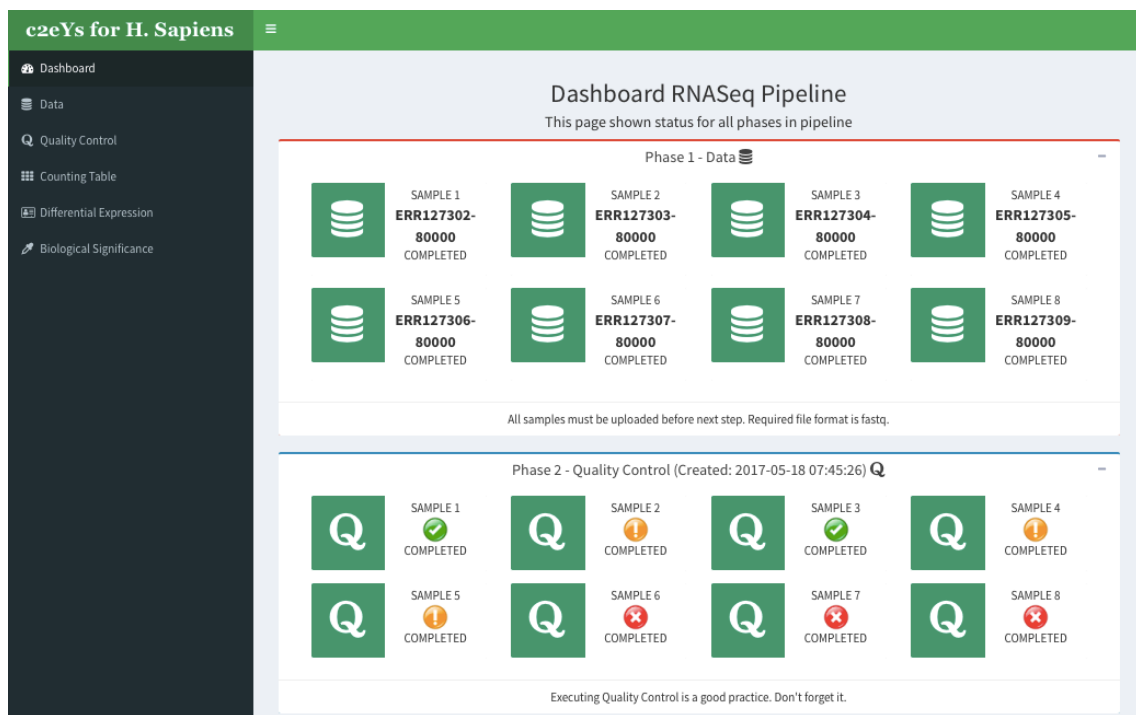 c2eYs for H. Sapiens
Dashboard
Data
Quality Control
Counting Table
Differential Expression
Biological Significance
Dashboard RNASeq Pipeline
This page shown status for all phases in pipeline
Phase 1 - Data
SAMPLE 1
ERR127302-
80000
COMPLETED
SAMPLE 2
ERR127303-
80000
COMPLETED
SAMPLE 3
ERR127304-
80000
COMPLETED
SAMPLE 4
ERR127305-
80000
COMPLETED
SAMPLE 5
ERR127306-
80000
COMPLETED
SAMPLE 6
ERR127307-
80000
COMPLETED
SAMPLE 7
ERR127308-
80000
COMPLETED
SAMPLE 8
ERR127309-
80000
COMPLETED
All samples must be uploaded before next step. Required file format is fastq.
Phase 2 - Quality Control (Created: 2017-05-18 07:45:26) Q
Q
SAMPLE 1
COMPLETED
Q
SAMPLE 2
COMPLETED
Q
SAMPLE 3
COMPLETED
Q
SAMPLE 4
COMPLETED
Q
SAMPLE 5
COMPLETED
Q
SAMPLE 6
COMPLETED
Q
SAMPLE 7
COMPLETED
Q
SAMPLE 8
COMPLETED
Executing Quality Control is a good practice. Don't forget it.